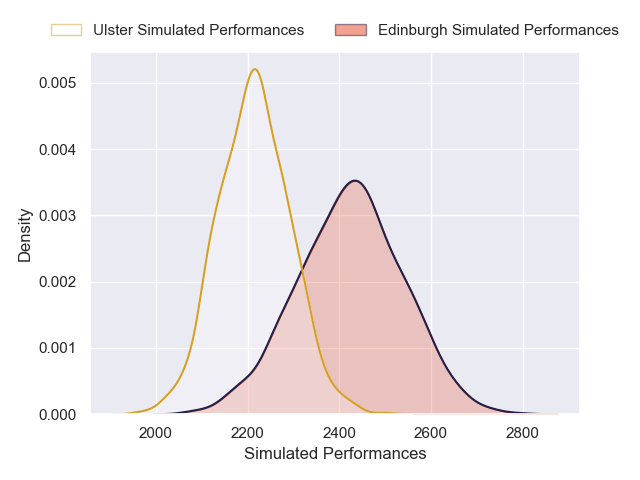 Ulster Simulated Performances Edinburgh Simulated Performances
0.005
0.004
0.003
0.002
0.001
0.000
Density
2000 2200 2400 2600 2800
Simulated Performances